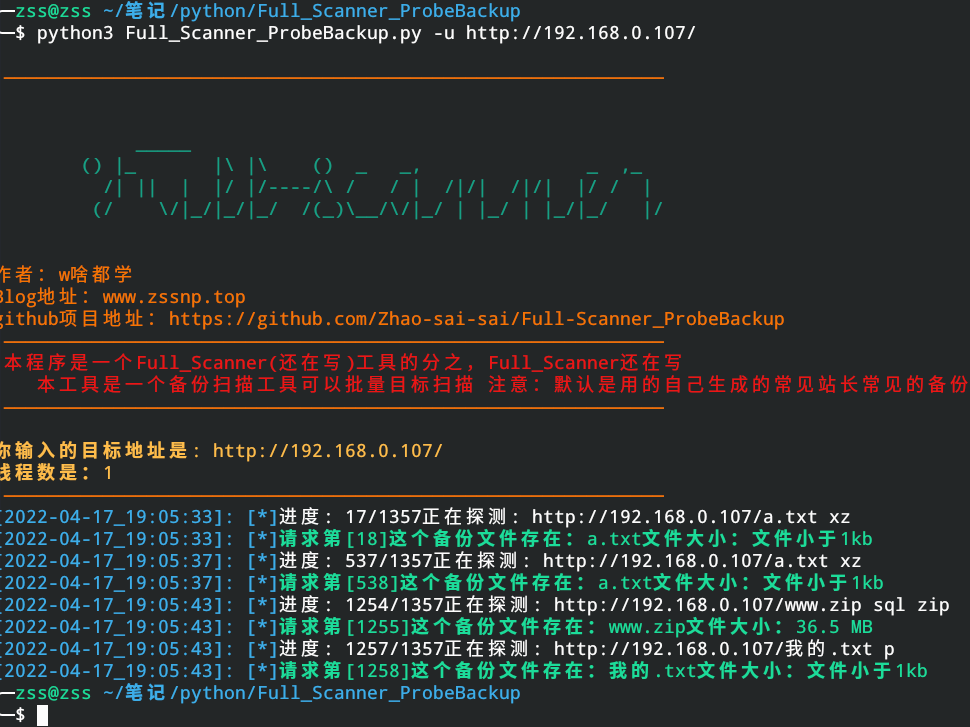 zss@zss ~/笔记/python/Full_Scanner_ProbeBackup
$ python3 Full_Scanner_ProbeBackup.py -u http://192.168.0.107/
作者：w啥都学
Blog地址：www.zssnp.top
github项目地址：https://github.com/Zhao-sai-sai/Full-Scanner_ProbeBackup
本程序是一个Full_Scanner(还在写)工具的分之，Full_Scanner还在写
本工具是一个备份扫描工具可以批量目标扫描 注意：默认是用的自己生成的常见站长常见的备份
你输入的目标地址是：http://192.168.0.107/
线程数是：1
[2022-04-17_19:05:33]: [*]进度：17/1357正在探测：http://192.168.0.107/a.txt xz
[2022-04-17_19:05:33]: [*]请求第[18]这个备份文件存在：a.txt文件大小：文件小于1kb
[2022-04-17_19:05:37]: [*]进度：537/1357正在探测：http://192.168.0.107/a.txt xz
[2022-04-17_19:05:37]: [*]请求第[538]这个备份文件存在：a.txt文件大小：文件小于1kb
[2022-04-17_19:05:43]: [*]进度：1254/1357正在探测：http://192.168.0.107/www.zip sql zip
[2022-04-17_19:05:43]: [*]请求第[1255]这个备份文件存在：www.zip文件大小：36.5 MB
[2022-04-17_19:05:43]: [*]进度：1257/1357正在探测：http://192.168.0.107/我的.txt p
[2022-04-17_19:05:43]: [*]请求第[1258]这个备份文件存在：我的.txt文件大小：文件小于1kb
zss@zss ~/笔记/python/Full_Scanner_ProbeBackup
$